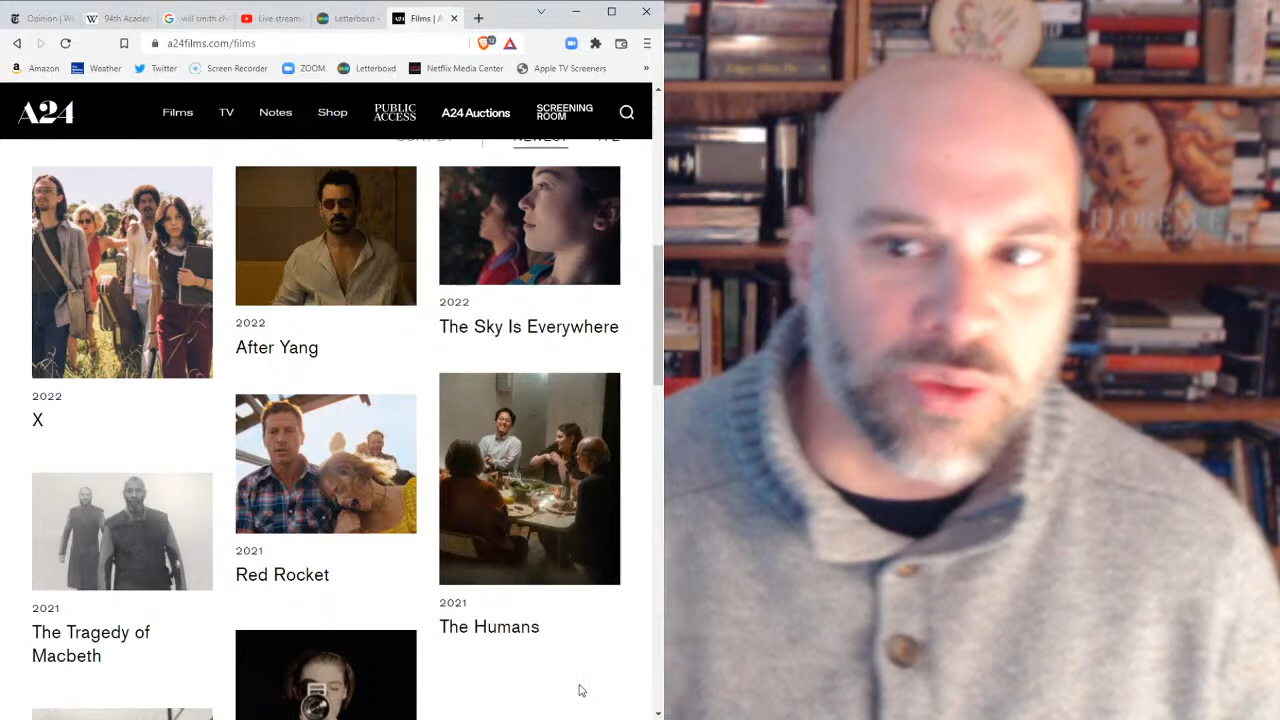 Opinion | W
94th Academ
will smith ch
Live streami
Letterboxd
Films | A2
a24films.com/films
Amazon
Weather
Twitter
Screen Recorder
ZOOM
Letterboxd
Netflix Media Center
Apple TV Screeners
»
A24
Films
TV
Notes
Shop
PUBLIC
ACCESS
A24 Auctions
SCREENING
ROOM
2022
X
2022
After Yang
2022
The Sky Is Everywhere
2021
The Tragedy of
Macbeth
2021
Red Rocket
2021
The Humans
FLORENCE